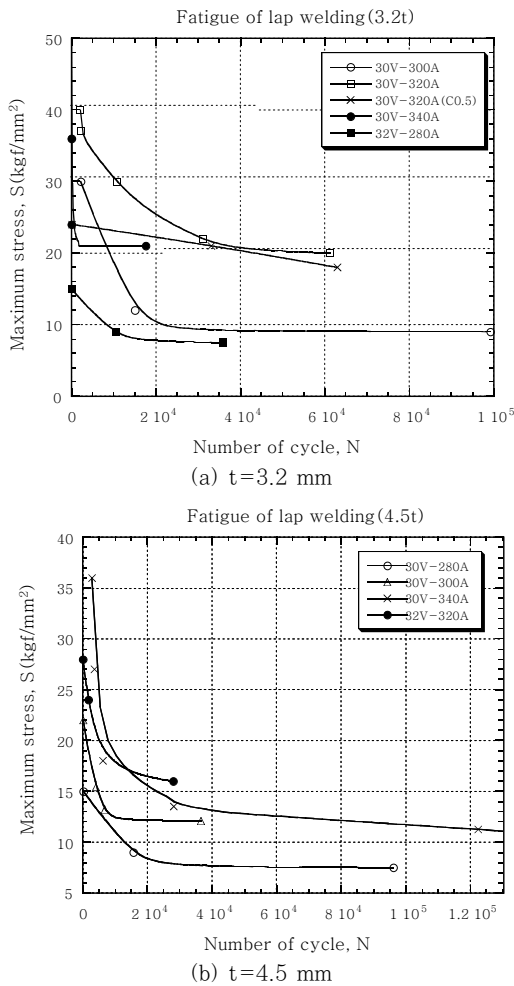 Fatigue of lap welding(3.2t)
50
40
30
20
10
0
Maximum stress, S(kgf/mm²)
30V-300A
30V-320A
30V-320A(C0.5)
30V-340A
32V-280A
0 2 10⁴ 4 10⁴ 6 10⁴ 8 10⁴ 1 10⁵
Number of cycle, N
(a) t=3.2 mm
Fatigue of lap welding(4.5t)
40
35
30
25
20
15
10
5
Maximum stress, S(kgf/mm²)
30V-280A
30V-300A
30V-340A
32V-320A
0 2 10⁴ 4 10⁴ 6 10⁴ 8 10⁴ 1 10⁵ 1.2 10⁵
Number of cycle, N
(b) t=4.5 mm